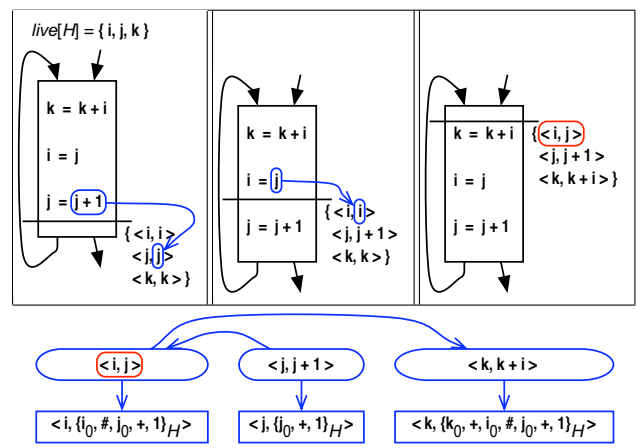 live[H] = { i, j, k }
k = k + i
i = j
j = j + 1
{ < i, i >
< j, j >
< k, k > }
k = k + i
i = j
j = j + 1
{ < i, i >
< j, j + 1 >
< k, k >
k = k + i
i = j
j = j + 1
{ < i, j >
< j, j + 1 >
< k, k + i > }
< i, j >
< j, j + 1 >
< k, k + i >
< i, {i0, #, j0, +, 1}H >
< j, {j0, +, 1}H >
< k, {k0, +, i0, #, j0, +, 1}H >